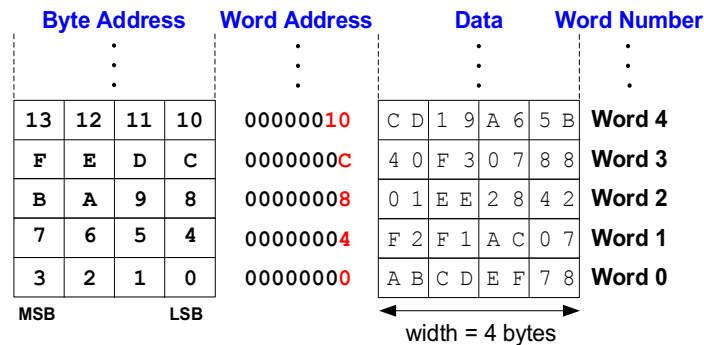 Byte Address Word Address Data Word Number
13 12 11 10 00000010 C D 1 9 A 6 5 B Word 4
F E D C 0000000C 4 0 F 3 0 7 8 8 Word 3
B A 9 8 00000008 0 1 E E 2 8 4 2 Word 2
7 6 5 4 00000004 F 2 F 1 A C 0 7 Word 1
3 2 1 0 00000000 A B C D E F 7 8 Word 0
MSB LSB
width = 4 bytes